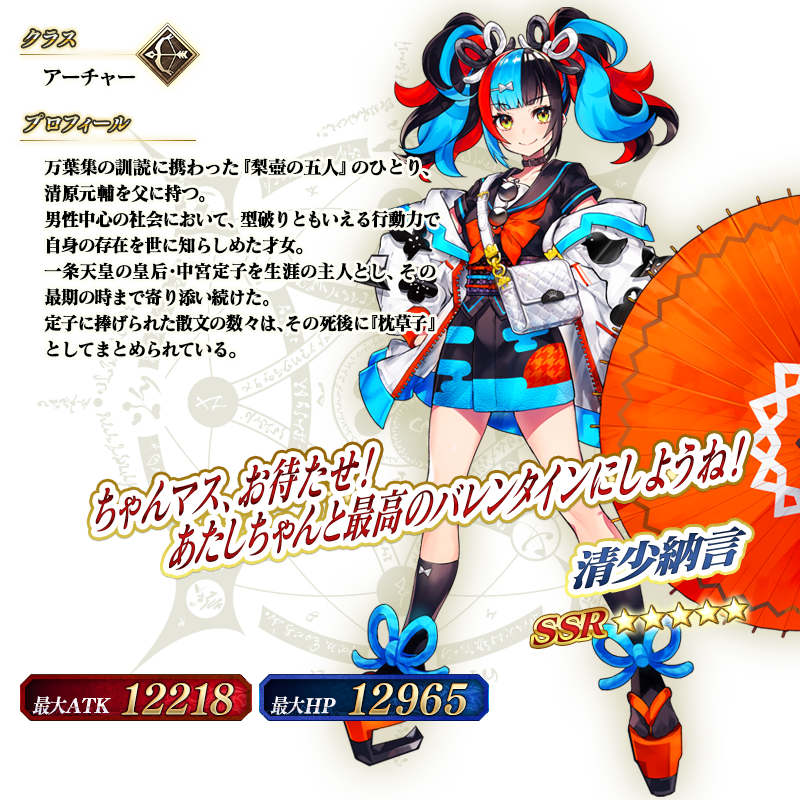 クラス
アーチャー
プロフィール
万葉集の訓読に携わった『梨壺の五人』のひとり、
清原元輔を父に持つ。
男性中心の社会において、型破りともいえる行動力で
自身の存在を世に知らしめた才女。
一条天皇の皇后・中宮定子を生涯の主人とし、その
最期の時まで寄り添い続けた。
定子に捧げられた散文の数々は、その死後に『枕草子』
としてまとめられている。
ちゃんマス、お待たせ！
あたしちゃんと最高のバレンタインにしようね！
清少納言
SSR ★★★★★
最大ATK 12218
最大HP 12965